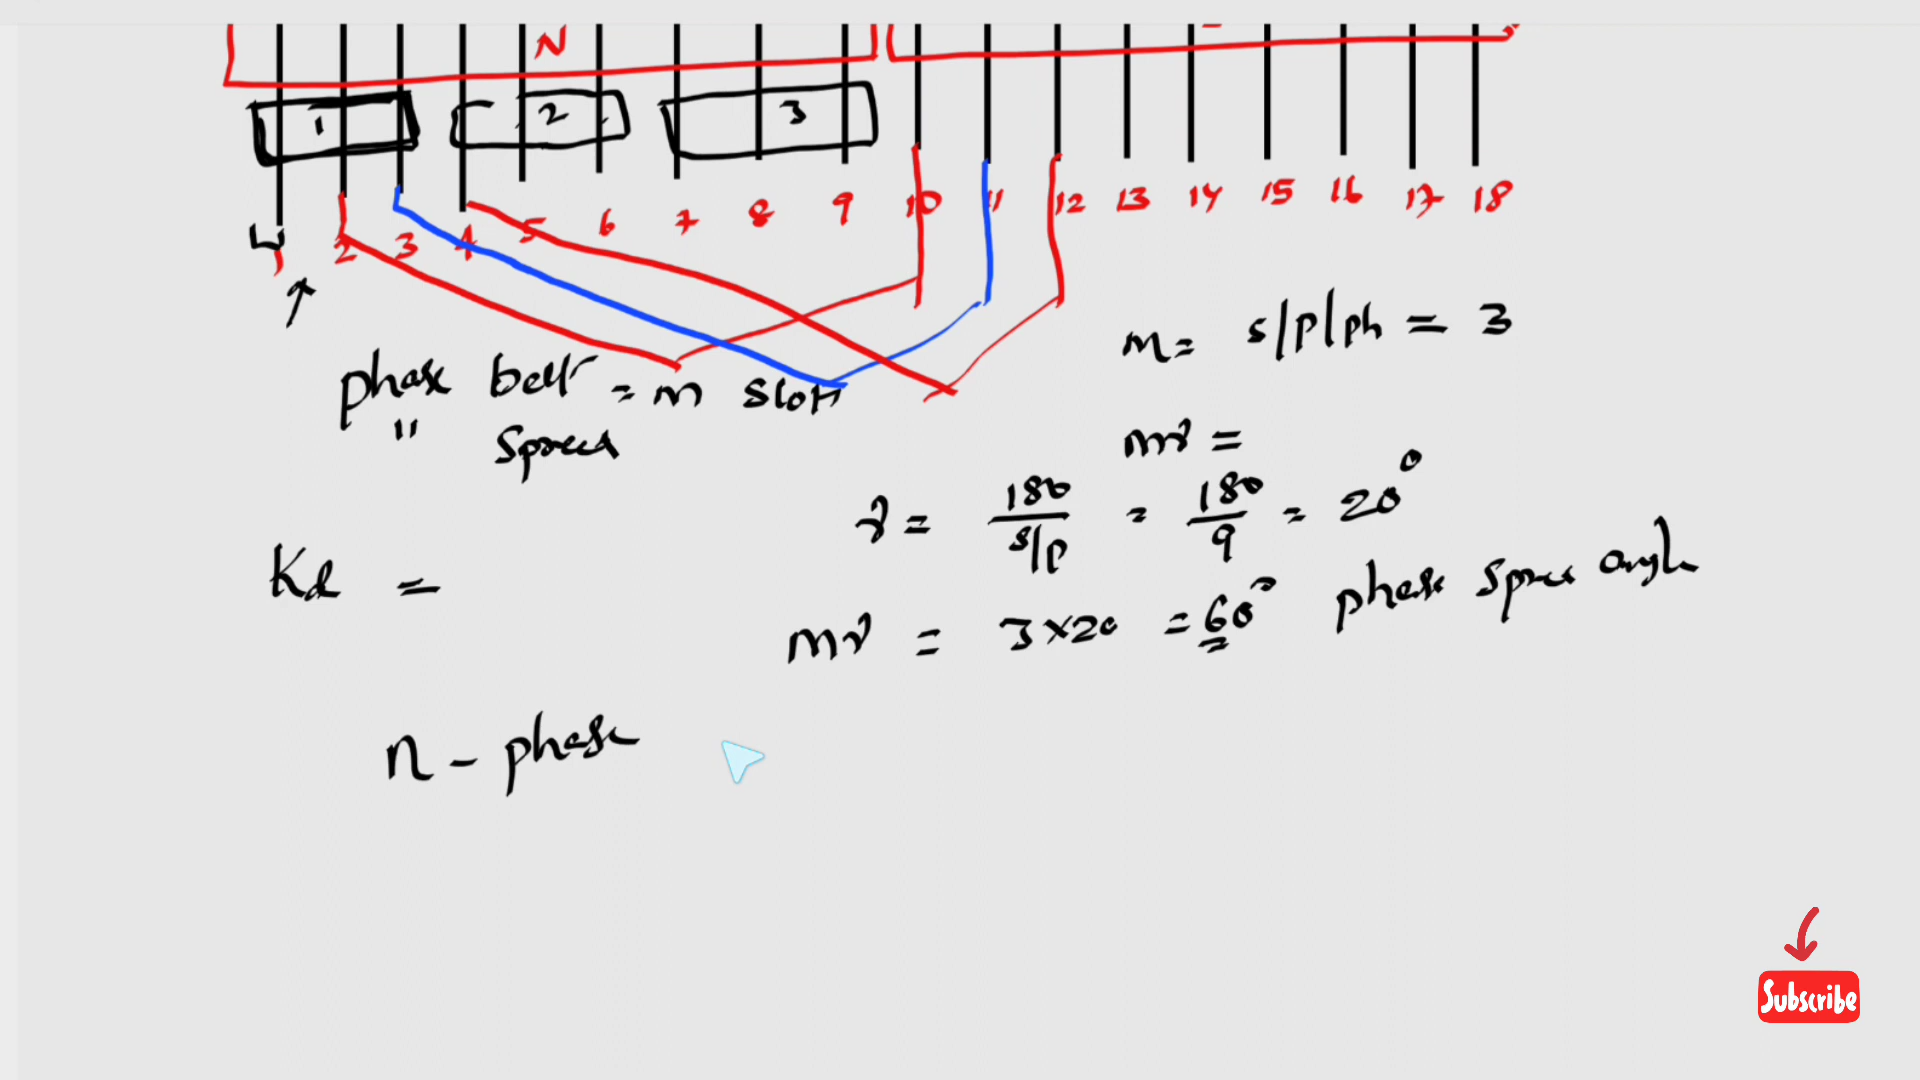 N
1 2 3
1 2 3 4 5 6 7 8 9 10 11 12 13 14 15 16 17 18
m= s/p/ph = 3
phase belt = m slots
" spread
mγ =
γ = 180/s/p = 180/9 = 20°
Kd =
mγ = 3×20 = 60° phase spread angle
n - phase
Subscribe